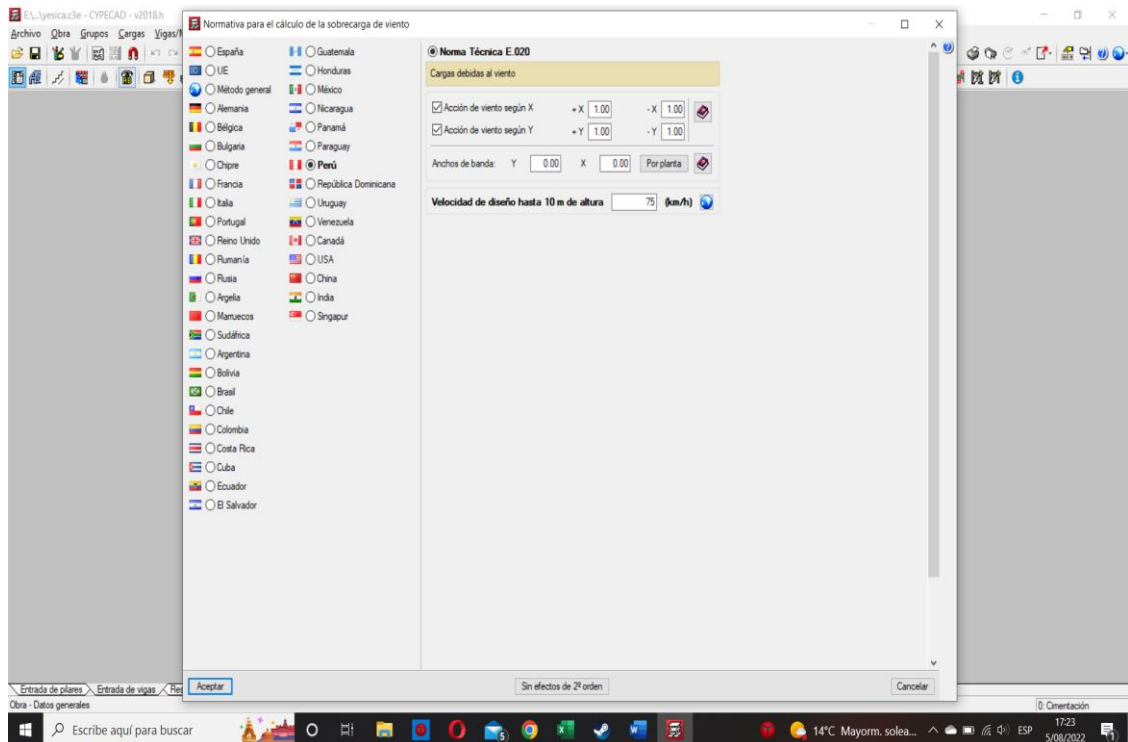 E:\...\yesica.c3e - CYPECAD - v2018.h
Archivo Obra Grupos Cargas
Normativa para el cálculo de la sobrecarga de viento
España
UE
Método general
Alemania
Bélgica
Bulgaria
Chipre
Francia
Italia
Portugal
Reino Unido
Rumanía
Rusia
Argelia
Marruecos
Sudáfrica
Argentina
Bolivia
Brasil
Chile
Colombia
Costa Rica
Cuba
Ecuador
El Salvador
Guatemala
Honduras
México
Nicaragua
Panamá
Paraguay
Perú
República Dominicana
Uruguay
Venezuela
Canadá
USA
China
India
Singapur
Norma Técnica E.020
Cargas debidas al viento
Acción de viento según X +X 1.00 -X 1.00
Acción de viento según Y +Y 1.00 -Y 1.00
Anchos de banda: Y 0.00 X 0.00 Por planta
Velocidad de diseño hasta 10 m de altura 75 (km/h)
Aceptar Sin efectos de 2º orden Cancelar
Entrada de pilares Entrada de vigas
Obra - Datos generales 0: Cimentación
Escribe aquí para buscar 14°C Mayorm. solea... ESP 17:23
5/08/2022